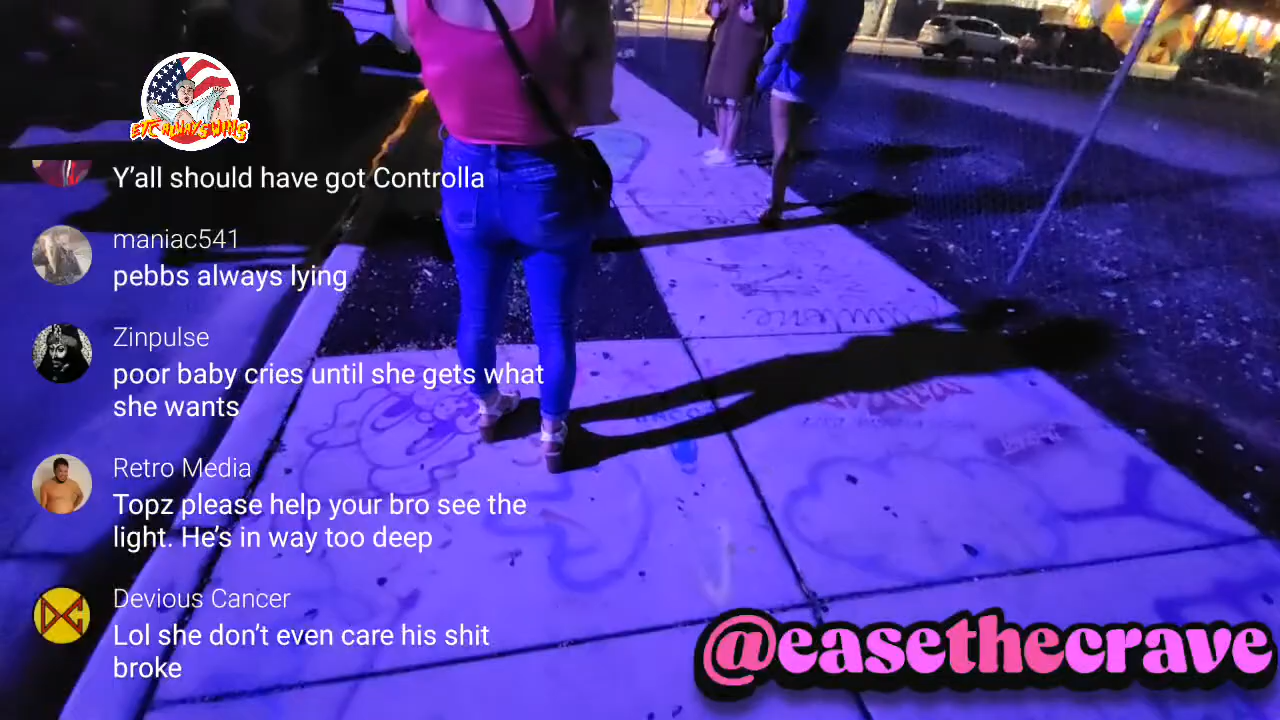 ETC ALWAYS WINS
Y'all should have got Controlla
maniac541
pebbs always lying
Zinpulse
poor baby cries until she gets what
she wants
Retro Media
Topz please help your bro see the
light. He's in way too deep
Devious Cancer
Lol she don't even care his shit
broke
@easethecrave